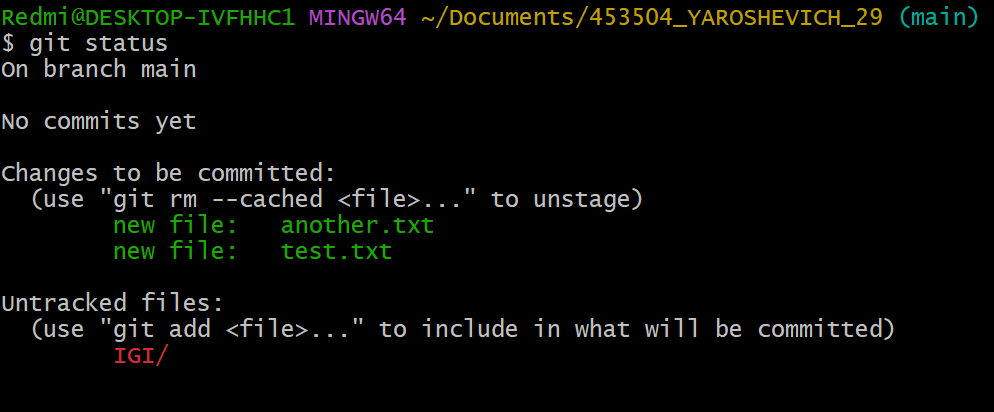 Redmi@DESKTOP-IVFHHC1 MINGW64 ~/Documents/453504_YAROSHEVICH_29 (main)
$ git status
On branch main
No commits yet
Changes to be committed:
  (use "git rm --cached <file>..." to unstage)
        new file:   another.txt
        new file:   test.txt
Untracked files:
  (use "git add <file>..." to include in what will be committed)
        IGI/